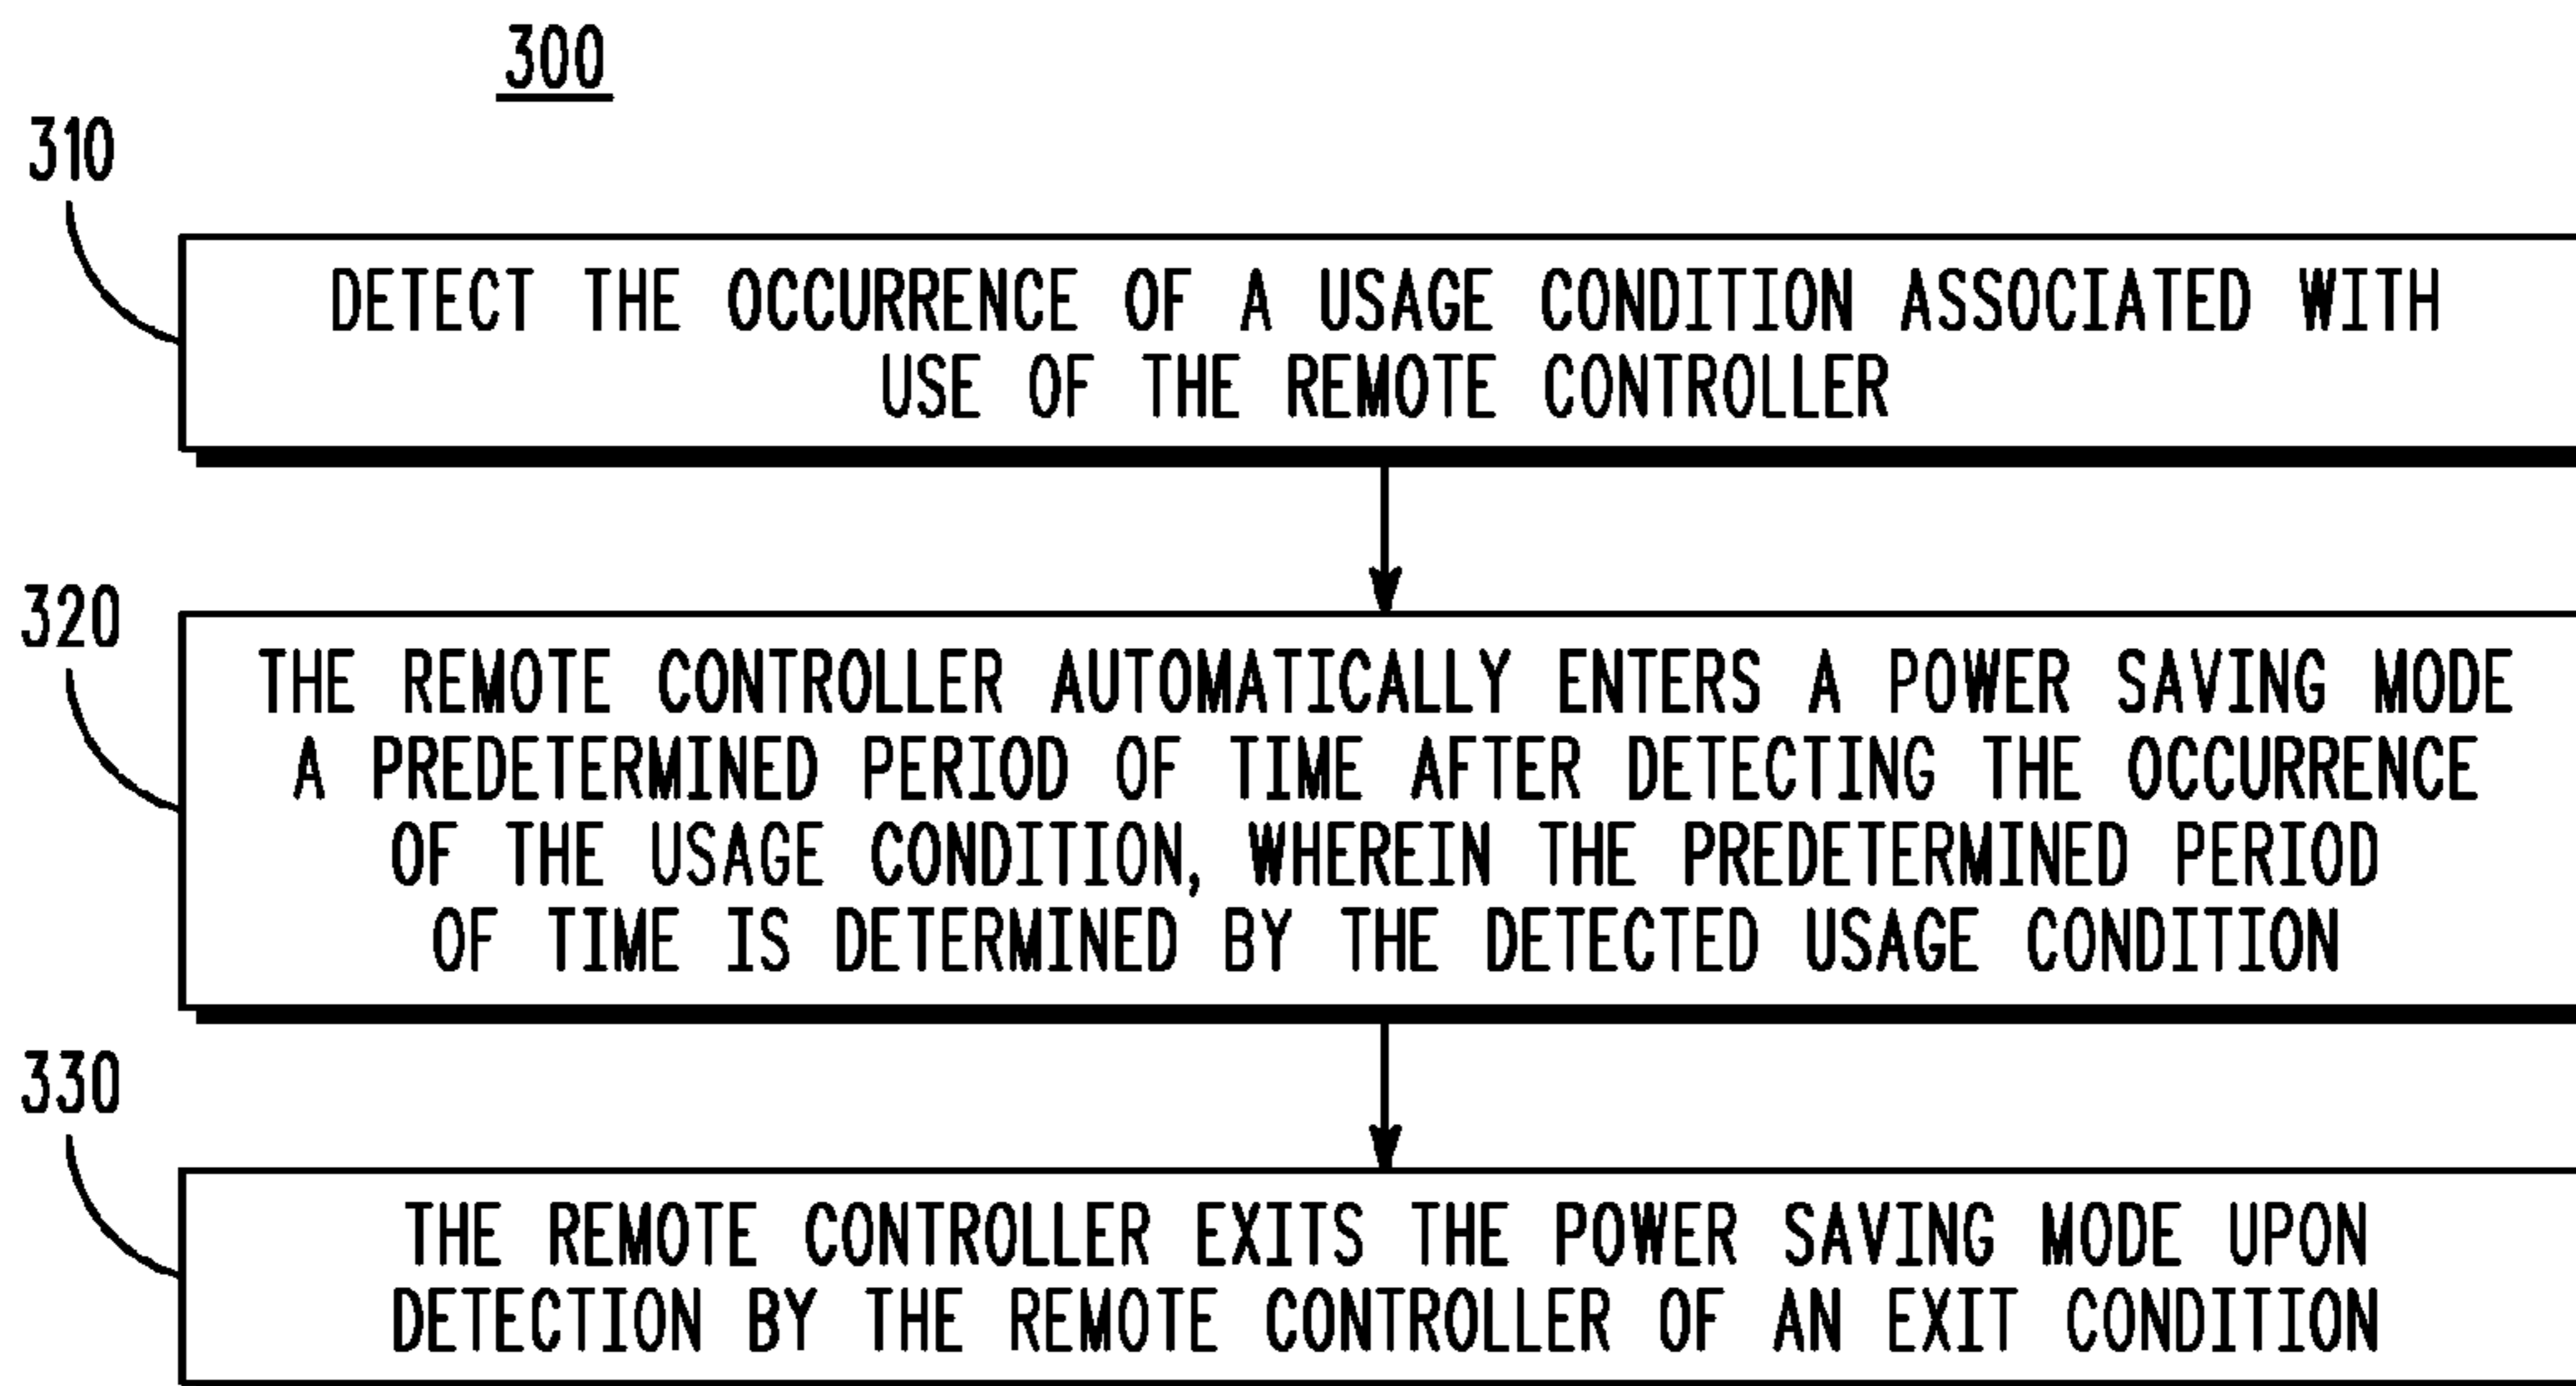 300
310
DETECT THE OCCURRENCE OF A USAGE CONDITION ASSOCIATED WITH
USE OF THE REMOTE CONTROLLER
320
THE REMOTE CONTROLLER AUTOMATICALLY ENTERS A POWER SAVING MODE
A PREDETERMINED PERIOD OF TIME AFTER DETECTING THE OCCURRENCE
OF THE USAGE CONDITION, WHEREIN THE PREDETERMINED PERIOD
OF TIME IS DETERMINED BY THE DETECTED USAGE CONDITION
330
THE REMOTE CONTROLLER EXITS THE POWER SAVING MODE UPON
DETECTION BY THE REMOTE CONTROLLER OF AN EXIT CONDITION